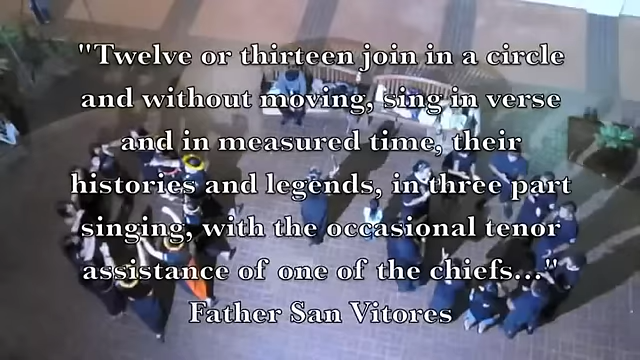 "Twelve or thirteen join in a circle
and without moving, sing in verse
and in measured time, their
histories and legends, in three part
singing, with the occasional tenor
assistance of one of the chiefs..."
Father San Vitores